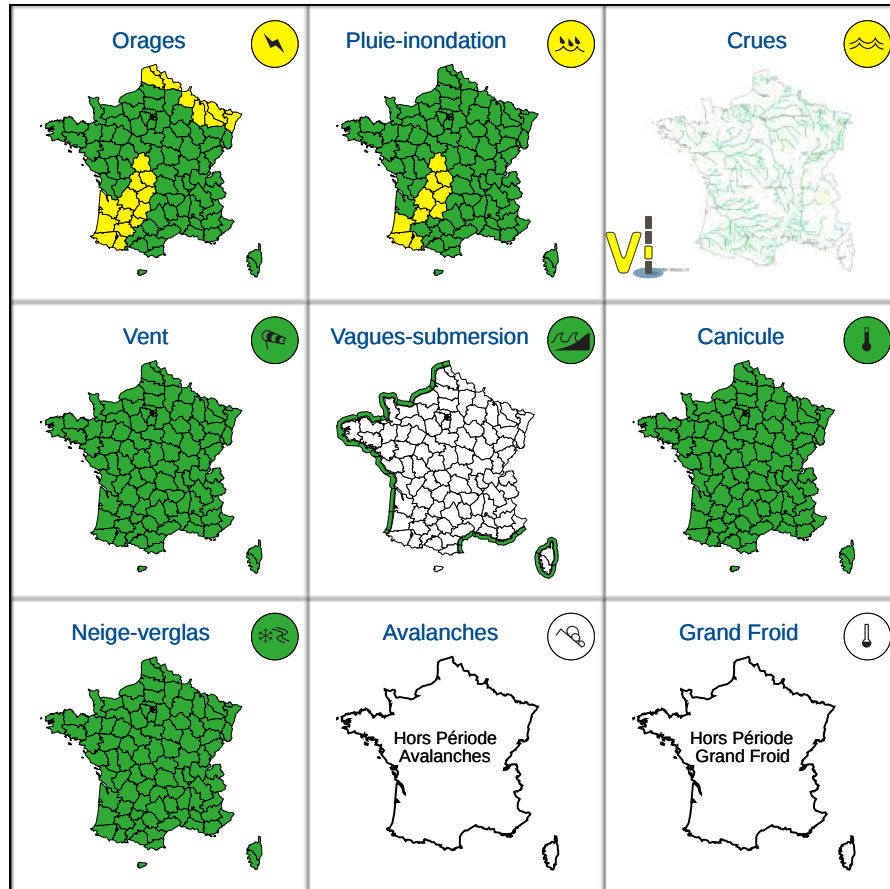 Orages
Pluie-inondation
Crues
Vi
Vent
Vagues-submersion
Canicule
Neige-verglas
Avalanches
Grand Froid
Hors Période
Avalanches
Hors Période
Grand Froid